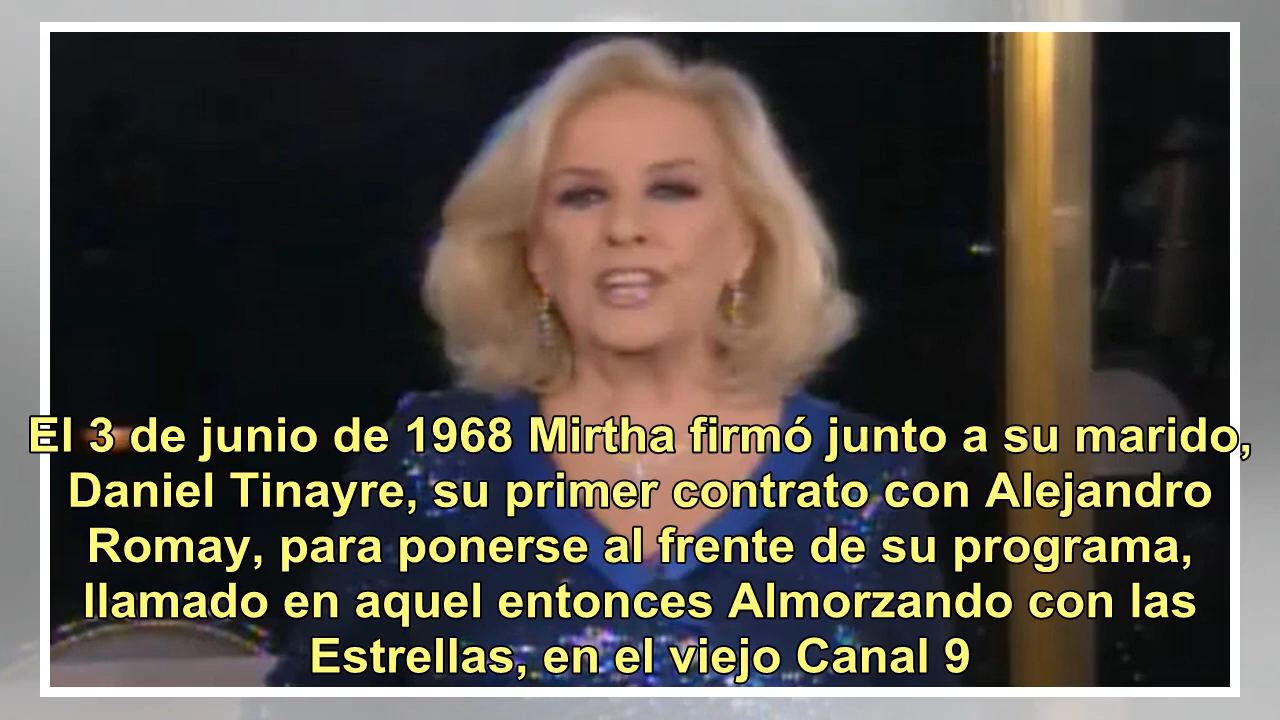 El 3 de junio de 1968 Mirtha firmó junto a su marido,
Daniel Tinayre, su primer contrato con Alejandro
Romay, para ponerse al frente de su programa,
llamado en aquel entonces Almorzando con las
Estrellas, en el viejo Canal 9